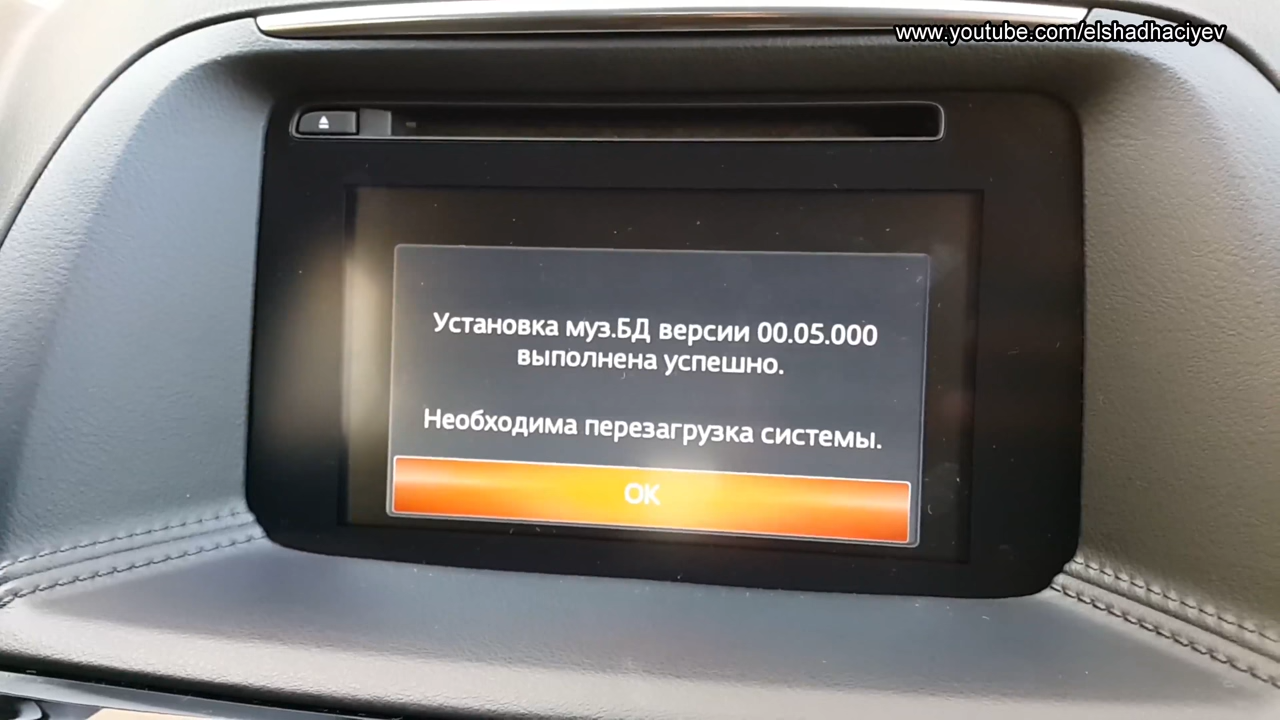 www.youtube.com/elshadhaciyev
Установка муз.БД версии 00.05.000
выполнена успешно.
Необходима перезагрузка системы.
OK